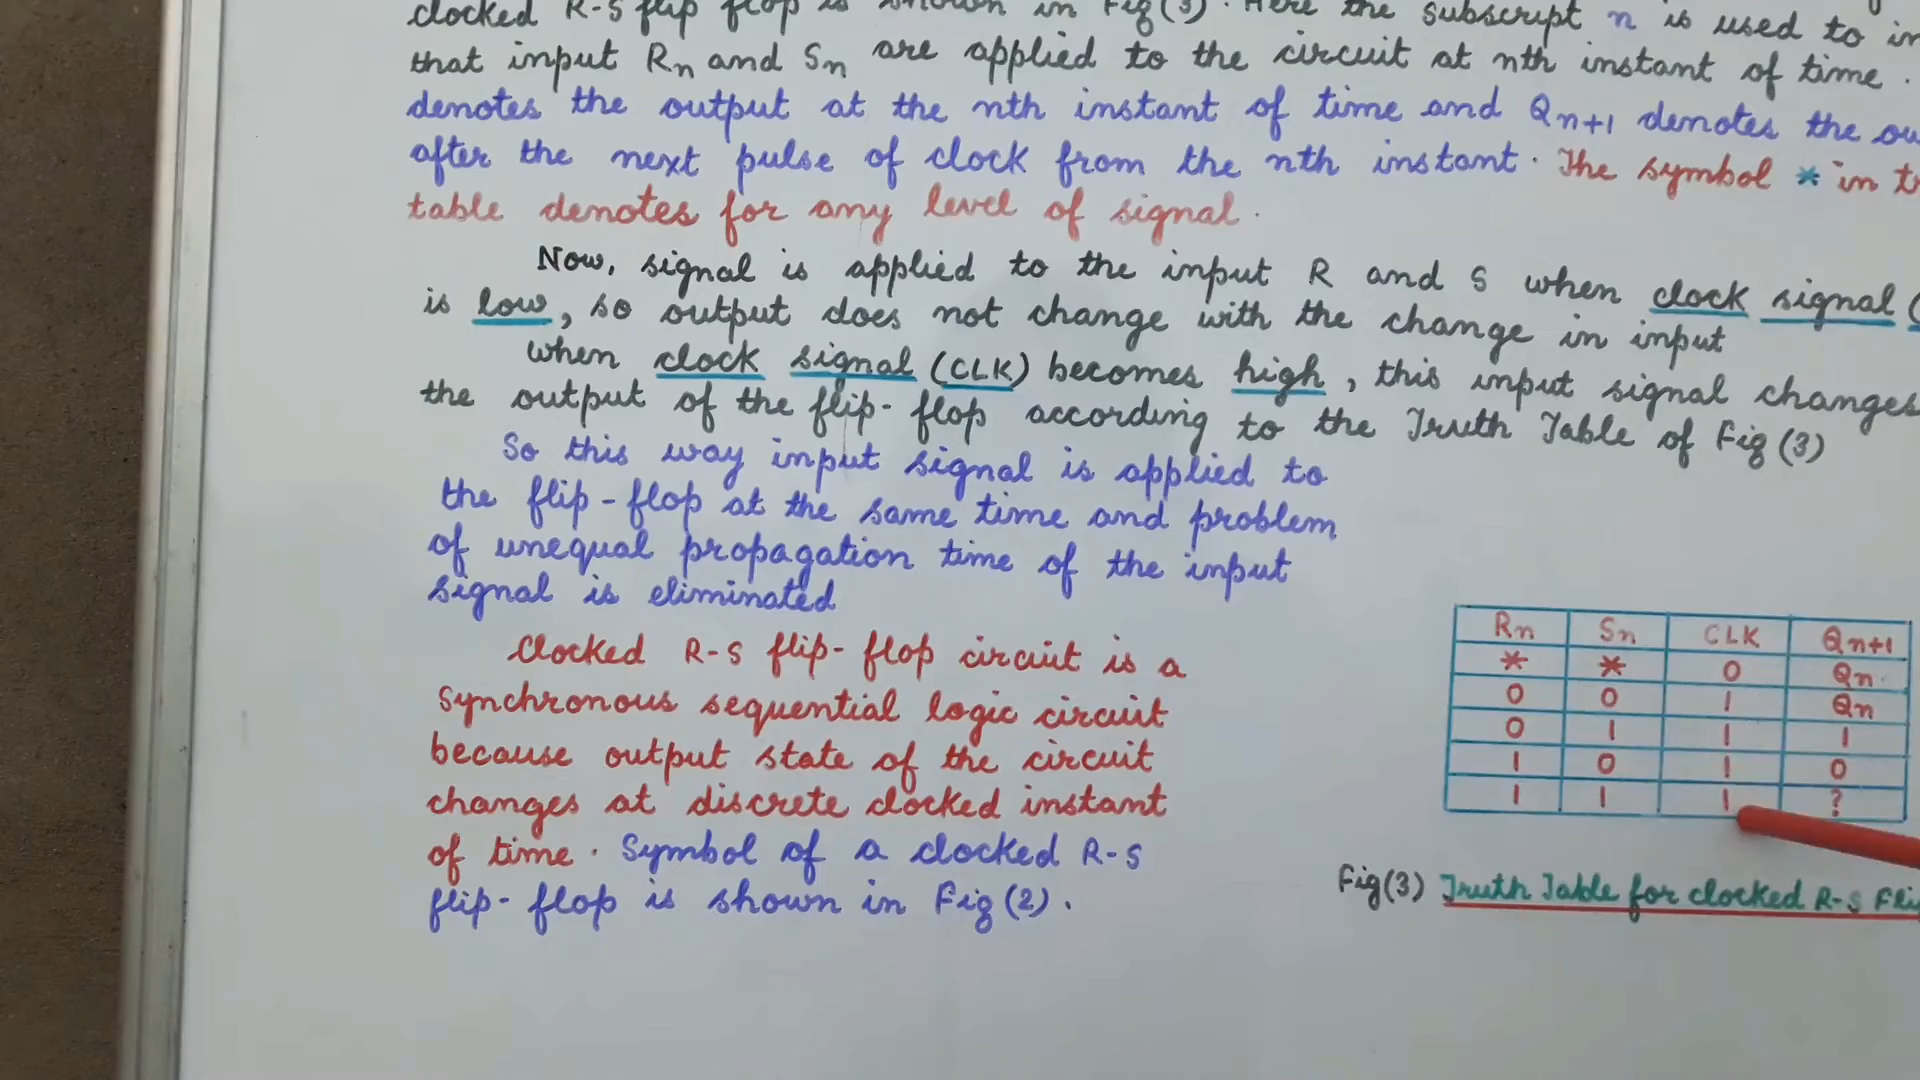 clocked R-S flip flop is shown in Fig(3). Here the subscript n is used to
that input Rn and Sn are applied to the circuit at nth instant of time.
denotes the output at the nth instant of time and Qn+1 denotes the
after the next pulse of clock from the nth instant. The symbol * in
table denotes for any level of signal.
Now, signal is applied to the input R and S when clock signal (
is low, so output does not change with the change in input
when clock signal (CLK) becomes high, this input signal changes
the output of the flip-flop according to the Truth Table of Fig (3)
So this way input signal is applied to
the flip-flop at the same time and problem
of unequal propagation time of the input
signal is eliminated
Clocked R-S flip-flop circuit is a
synchronous sequential logic circuit
because output state of the circuit
changes at discrete clocked instant
of time. Symbol of a clocked R-S
flip-flop is shown in Fig (2).
Rn Sn CLK Qn+1
* * 0 Qn
0 0 1 Qn
0 1 1 1
1 0 1 0
1 1 1 ?
Fig(3) Truth Table for clocked R-S